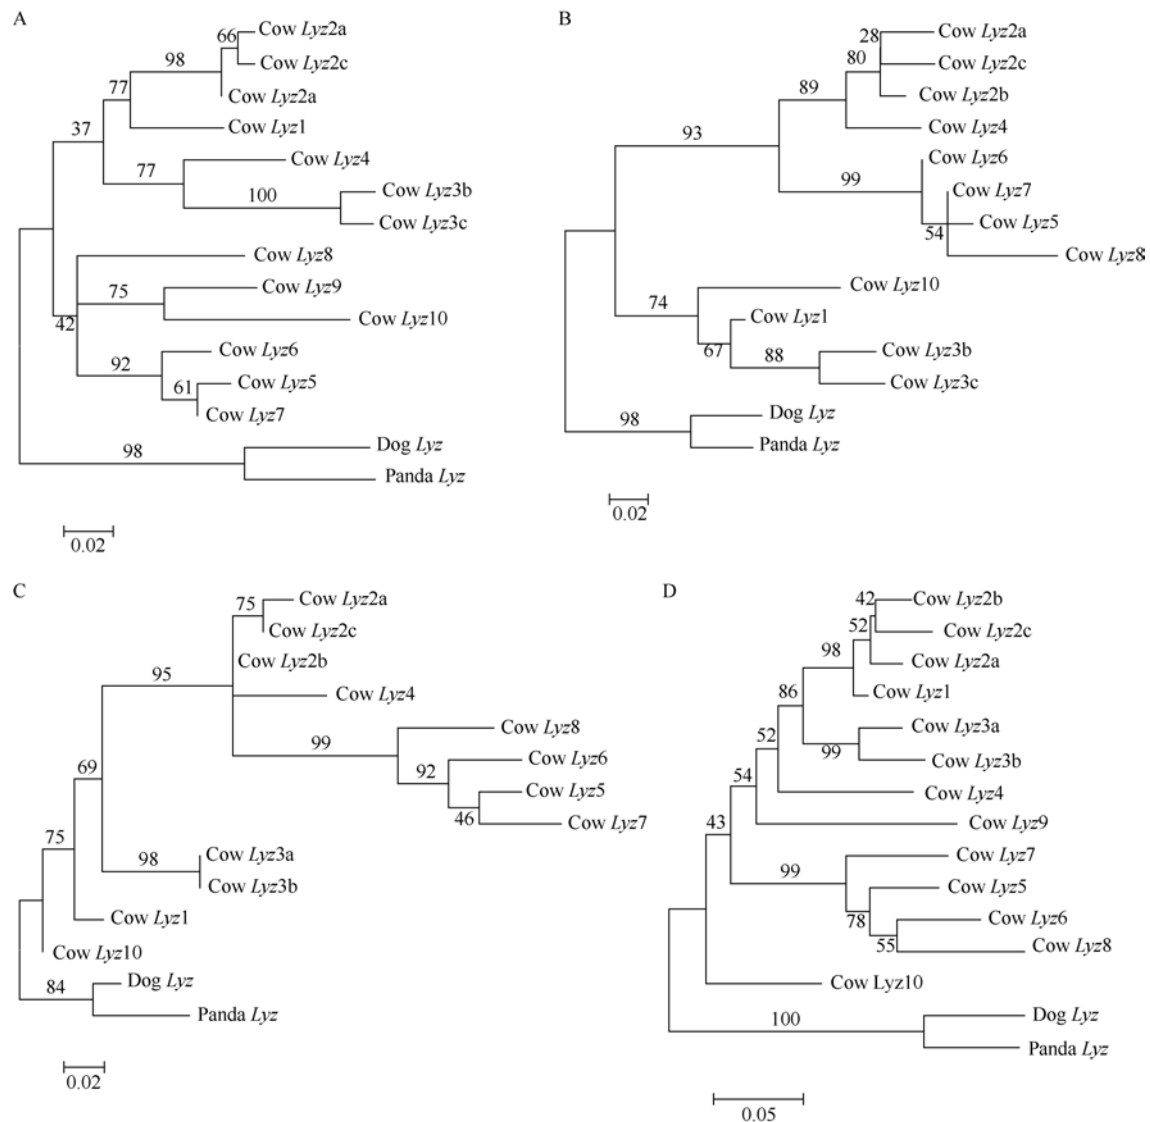 A
66
Cow Lyz2a
Cow Lyz2c
98
Cow Lyz2a
77
Cow Lyz1
37
Cow Lyz4
77
Cow Lyz3b
100
Cow Lyz3c
Cow Lyz8
Cow Lyz9
75
Cow Lyz10
42
Cow Lyz6
92
Cow Lyz5
61
Cow Lyz7
Dog Lyz
98
Panda Lyz
0.02
B
28
Cow Lyz2a
80
Cow Lyz2c
89
Cow Lyz2b
Cow Lyz4
93
Cow Lyz6
99
Cow Lyz7
Cow Lyz5
54
Cow Lyz8
Cow Lyz10
74
Cow Lyz1
67
Cow Lyz3b
88
Cow Lyz3c
Dog Lyz
98
Panda Lyz
0.02
C
75
Cow Lyz2a
Cow Lyz2c
Cow Lyz2b
95
Cow Lyz4
Cow Lyz8
99
Cow Lyz6
92
Cow Lyz5
46
Cow Lyz7
69
75
Cow Lyz3a
98
Cow Lyz3b
Cow Lyz1
Cow Lyz10
Dog Lyz
84
Panda Lyz
0.02
D
42
Cow Lyz2b
52
Cow Lyz2c
98
Cow Lyz2a
86
Cow Lyz1
52
Cow Lyz3a
99
Cow Lyz3b
54
Cow Lyz4
43
Cow Lyz9
Cow Lyz7
99
Cow Lyz5
78
Cow Lyz6
55
Cow Lyz8
Cow Lyz10
Dog Lyz
100
Panda Lyz
0.05